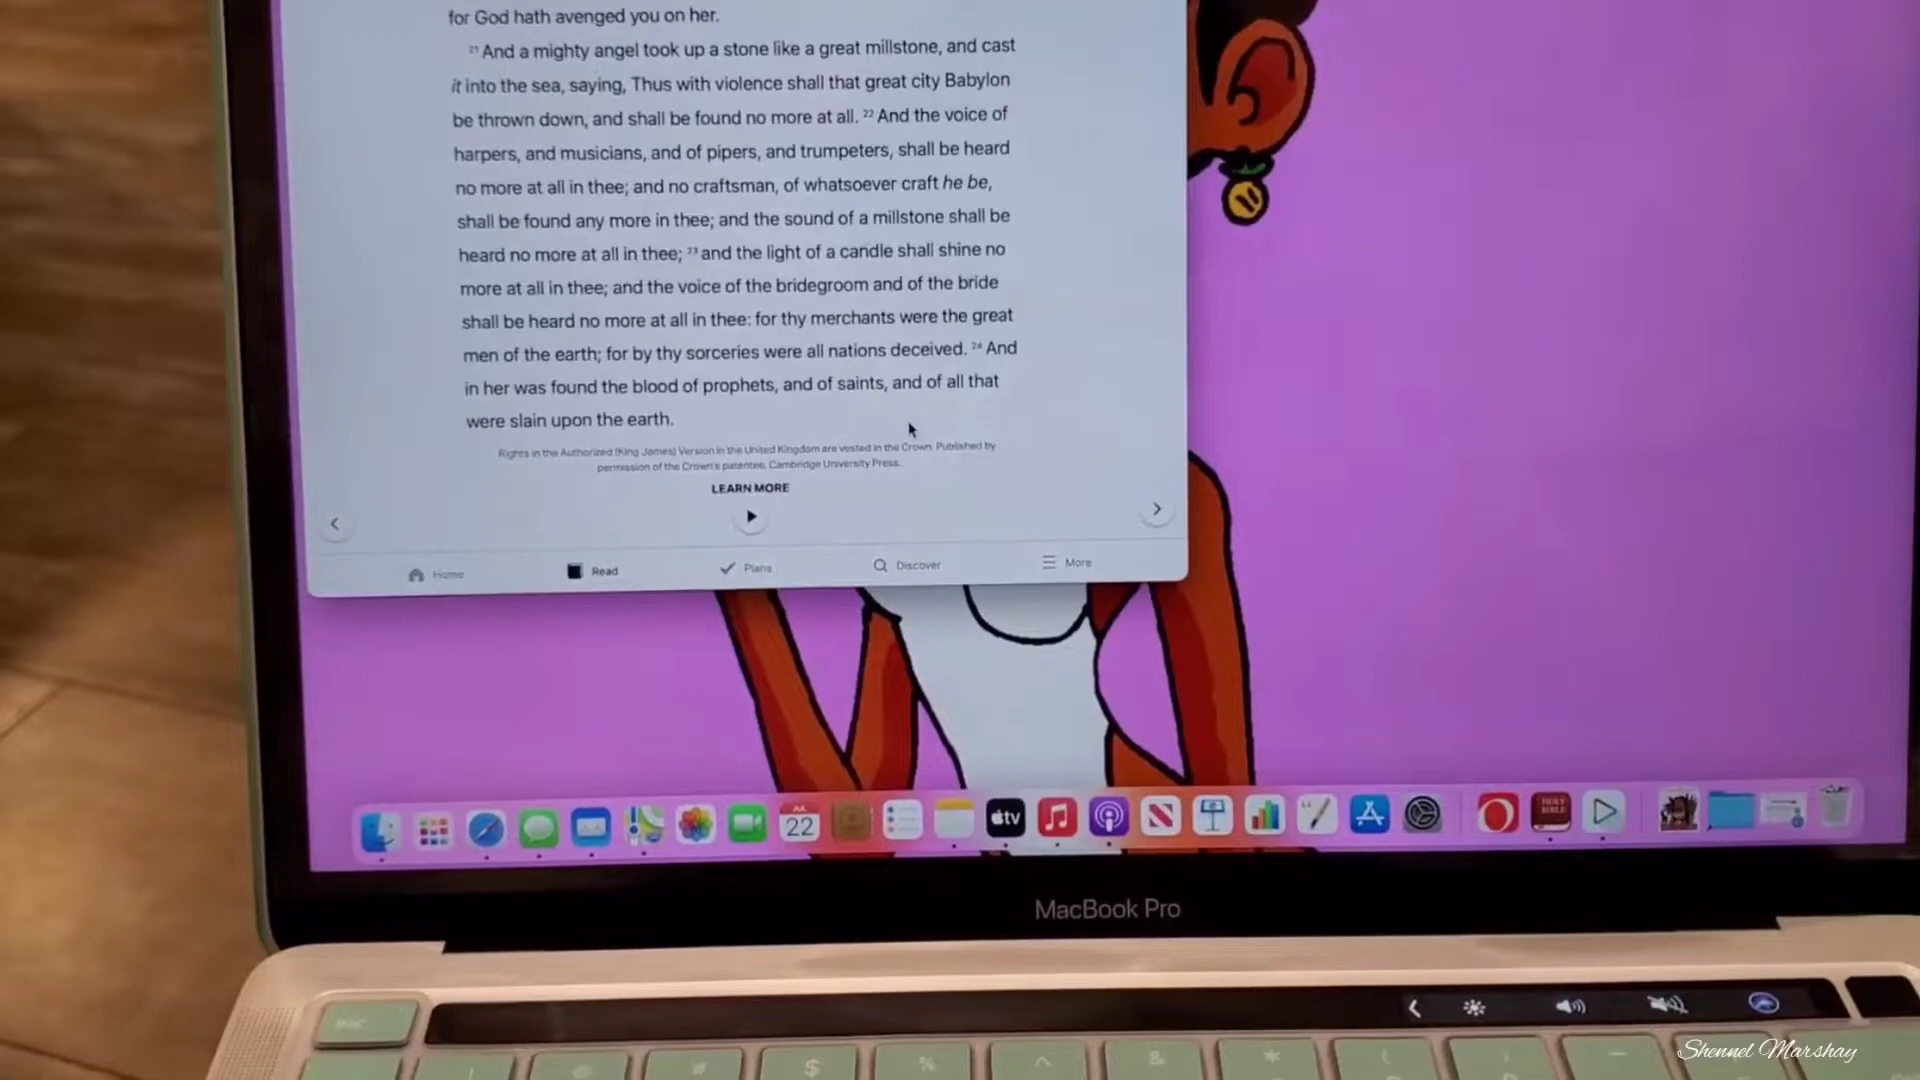 for God hath avenged you on her.
21 And a mighty angel took up a stone like a great millstone, and cast
it into the sea, saying, Thus with violence shall that great city Babylon
be thrown down, and shall be found no more at all. 22 And the voice of
harpers, and musicians, and of pipers, and trumpeters, shall be heard
no more at all in thee; and no craftsman, of whatsoever craft he be,
shall be found any more in thee; and the sound of a millstone shall be
heard no more at all in thee; 23 and the light of a candle shall shine no
more at all in thee; and the voice of the bridegroom and of the bride
shall be heard no more at all in thee: for thy merchants were the great
men of the earth; for by thy sorceries were all nations deceived. 24 And
in her was found the blood of prophets, and of saints, and of all that
were slain upon the earth.
Rights in the Authorized (King James) Version in the United Kingdom are vested in the Crown. Published by
permission of the Crown's patentee, Cambridge University Press.
LEARN MORE
Home Read Plans Discover More
JUL
22
tv
HOLY
BIBLE
MacBook Pro
esc
# $ % ^ & * (
Shennel Marshay